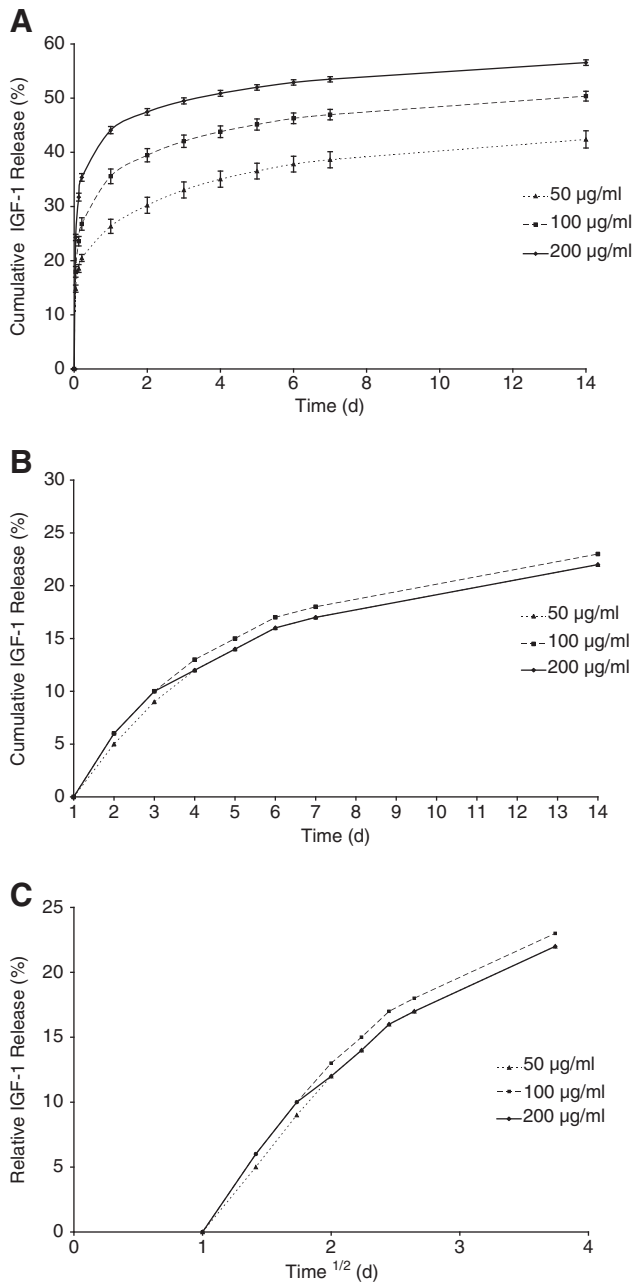 A
Cumulative IGF-1 Release (%)
60
50
40
30
20
10
0
0 2 4 6 8 10 12 14
Time (d)
50 µg/ml
100 µg/ml
200 µg/ml
B
Cumulative IGF-1 Release (%)
30
25
20
15
10
5
0
1 2 3 4 5 6 7 8 9 10 11 12 13 14
Time (d)
50 µg/ml
100 µg/ml
200 µg/ml
C
Relative IGF-1 Release (%)
25
20
15
10
5
0
0 1 2 3 4
Time 1/2 (d)
50 µg/ml
100 µg/ml
200 µg/ml